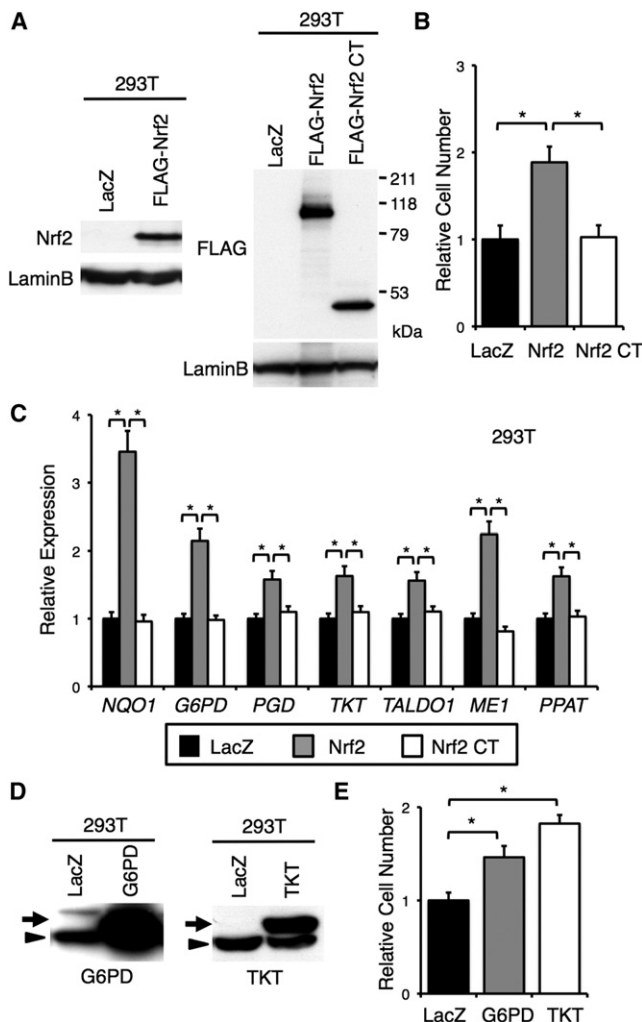 A
293T
LacZ
FLAG-Nrf2
Nrf2
LaminB
293T
LacZ
FLAG-Nrf2
FLAG-Nrf2 CT
FLAG
211
118
79
53
kDa
LaminB
B
Relative Cell Number
3
2
1
0
* *
LacZ Nrf2 Nrf2 CT
C
293T
Relative Expression
4
3
2
1
0
* * * * * * * * * * * * * *
NQO1 G6PD PGD TKT TALDO1 ME1 PPAT
LacZ Nrf2 Nrf2 CT
D
293T
LacZ
G6PD
G6PD
293T
LacZ
TKT
TKT
E
Relative Cell Number
2
1
0
*
*
LacZ G6PD TKT